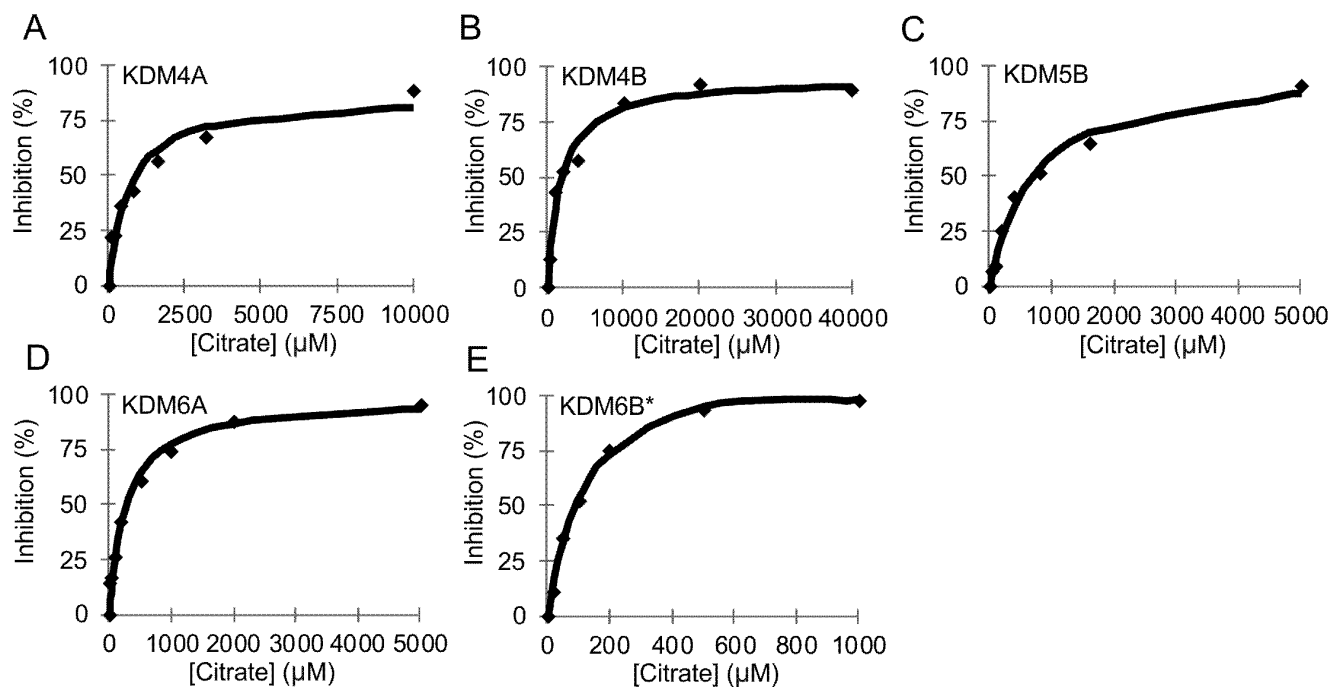 A
KDM4A
Inhibition (%)
100
75
50
25
0
0 2500 5000 7500 10000
[Citrate] (µM)
B
KDM4B
Inhibition (%)
100
75
50
25
0
0 10000 20000 30000 40000
[Citrate] (µM)
C
KDM5B
Inhibition (%)
100
75
50
25
0
0 1000 2000 3000 4000 5000
[Citrate] (µM)
D
KDM6A
Inhibition (%)
100
75
50
25
0
0 1000 2000 3000 4000 5000
[Citrate] (µM)
E
KDM6B*
Inhibition (%)
100
75
50
25
0
0 200 400 600 800 1000
[Citrate] (µM)